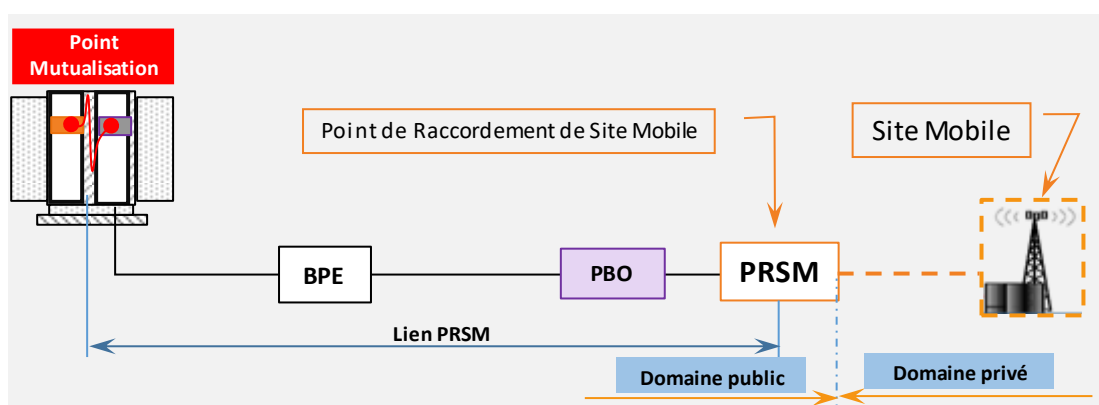 Point
Mutualisation
Point de Raccordement de Site Mobile
Site Mobile
BPE
PBO
PRSM
Lien PRSM
Domaine public
Domaine privé